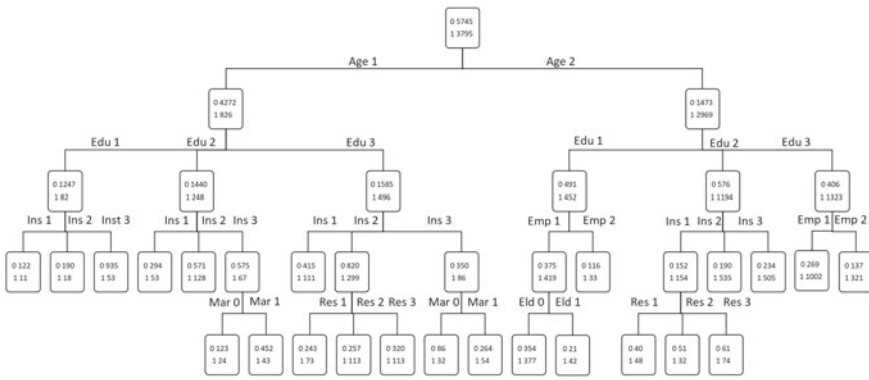 0 5745
1 3795
Age 1
Age 2
0 4272
1 826
0 1473
1 2969
Edu 1
Edu 2
Edu 3
Edu 1
Edu 2
Edu 3
0 1247
1 82
0 1440
1 248
0 1585
1 496
0 491
1 452
0 576
1 1194
0 406
1 1323
Ins 1
Ins 2
Inst 3
Ins 1
Ins 2
Ins 3
Ins 1
Ins 2
Ins 3
Emp 1
Emp 2
Ins 1
Ins 2
Ins 3
Emp 1
Emp 2
0 122
1 11
0 190
1 18
0 935
1 53
0 294
1 53
0 571
1 128
0 575
1 67
0 415
1 111
0 820
1 299
0 350
1 86
0 375
1 419
0 116
1 33
0 152
1 154
0 190
1 535
0 234
1 505
0 269
1 1002
0 137
1 321
Mar 0
Mar 1
Res 1
Res 2
Res 3
Mar 0
Mar 1
Eld 0
Eld 1
Res 1
Res 2
Res 3
0 123
1 24
0 452
1 43
0 243
1 73
0 257
1 113
0 320
1 113
0 86
1 32
0 264
1 54
0 354
1 377
0 21
1 42
0 40
1 48
0 51
1 32
0 61
1 74